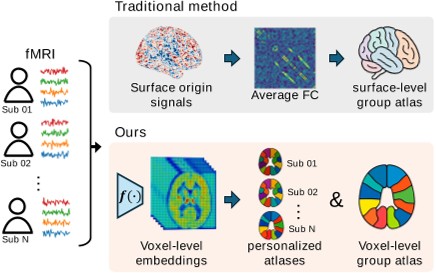 Traditional method
fMRI
Sub 01
Sub 02
Sub N
Surface origin
signals
Average FC
surface-level
group atlas
Ours
f(·)
Voxel-level
embeddings
Sub 01
Sub 02
Sub N
personalized
atlases
&
Voxel-level
group atlas